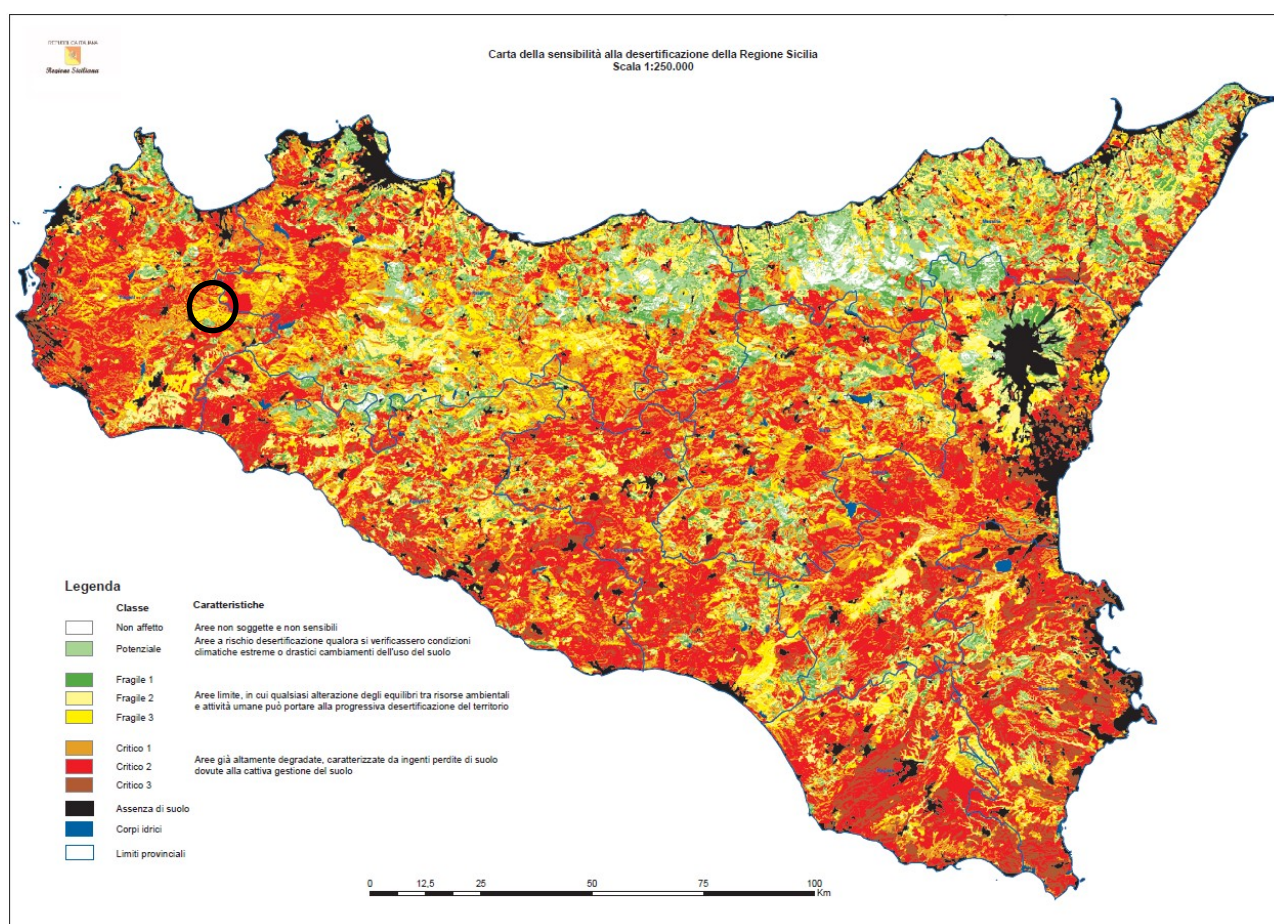 Regione Siciliana
Carta della sensibilità alla desertificazione della Regione Sicilia
Scala 1:250.000
Legenda
Classe
Caratteristiche
Non affetto
Aree non soggette e non sensibili
Potenziale
Aree a rischio desertificazione qualora si verificassero condizioni
climatiche estreme o drastici cambiamenti dell'uso del suolo
Fragile 1
Fragile 2
Aree limite, in cui qualsiasi alterazione degli equilibri tra risorse ambientali
e attività umane può portare alla progressiva desertificazione del territorio
Fragile 3
Critico 1
Critico 2
Aree già altamente degradate, caratterizzate da ingenti perdite di suolo
dovute alla cattiva gestione del suolo
Critico 3
Assenza di suolo
Corpi idrici
Limiti provinciali
0 12,5 25 50 75 100
Km